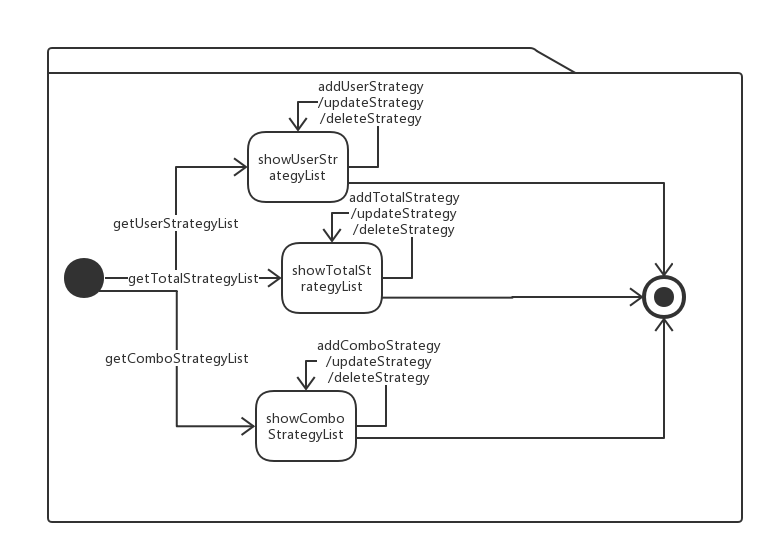 addUserStrategy
/updateStrategy
/deleteStrategy
showUserStr
ategyList
getUserStrategyList
addTotalStrategy
/updateStrategy
/deleteStrategy
getTotalStrategyList
showTotalSt
rategyList
getComboStrategyList
addComboStrategy
/updateStrategy
/deleteStrategy
showCombo
StrategyList